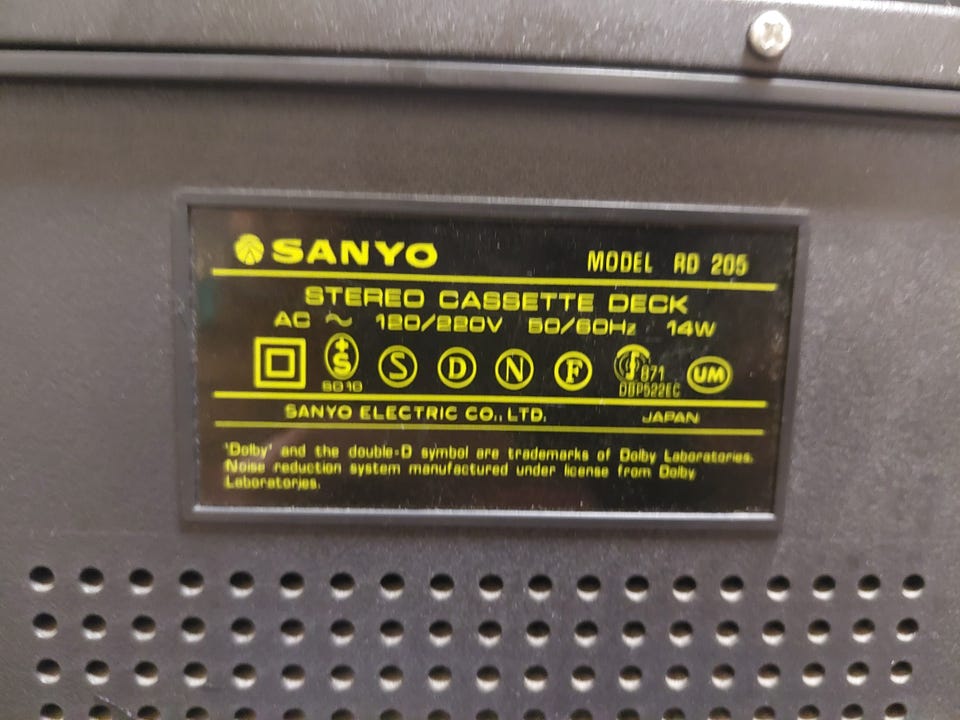 SANYO MODEL RD 205
STEREO CASSETTE DECK
AC ~ 120/220V 50/60Hz 14W
+S S D N F 871 UM
SG10 DBP522EC
SANYO ELECTRIC CO., LTD. JAPAN
'Dolby' and the double-D symbol are trademarks of Dolby Laboratories.
Noise reduction system manufactured under license from Dolby
Laboratories.